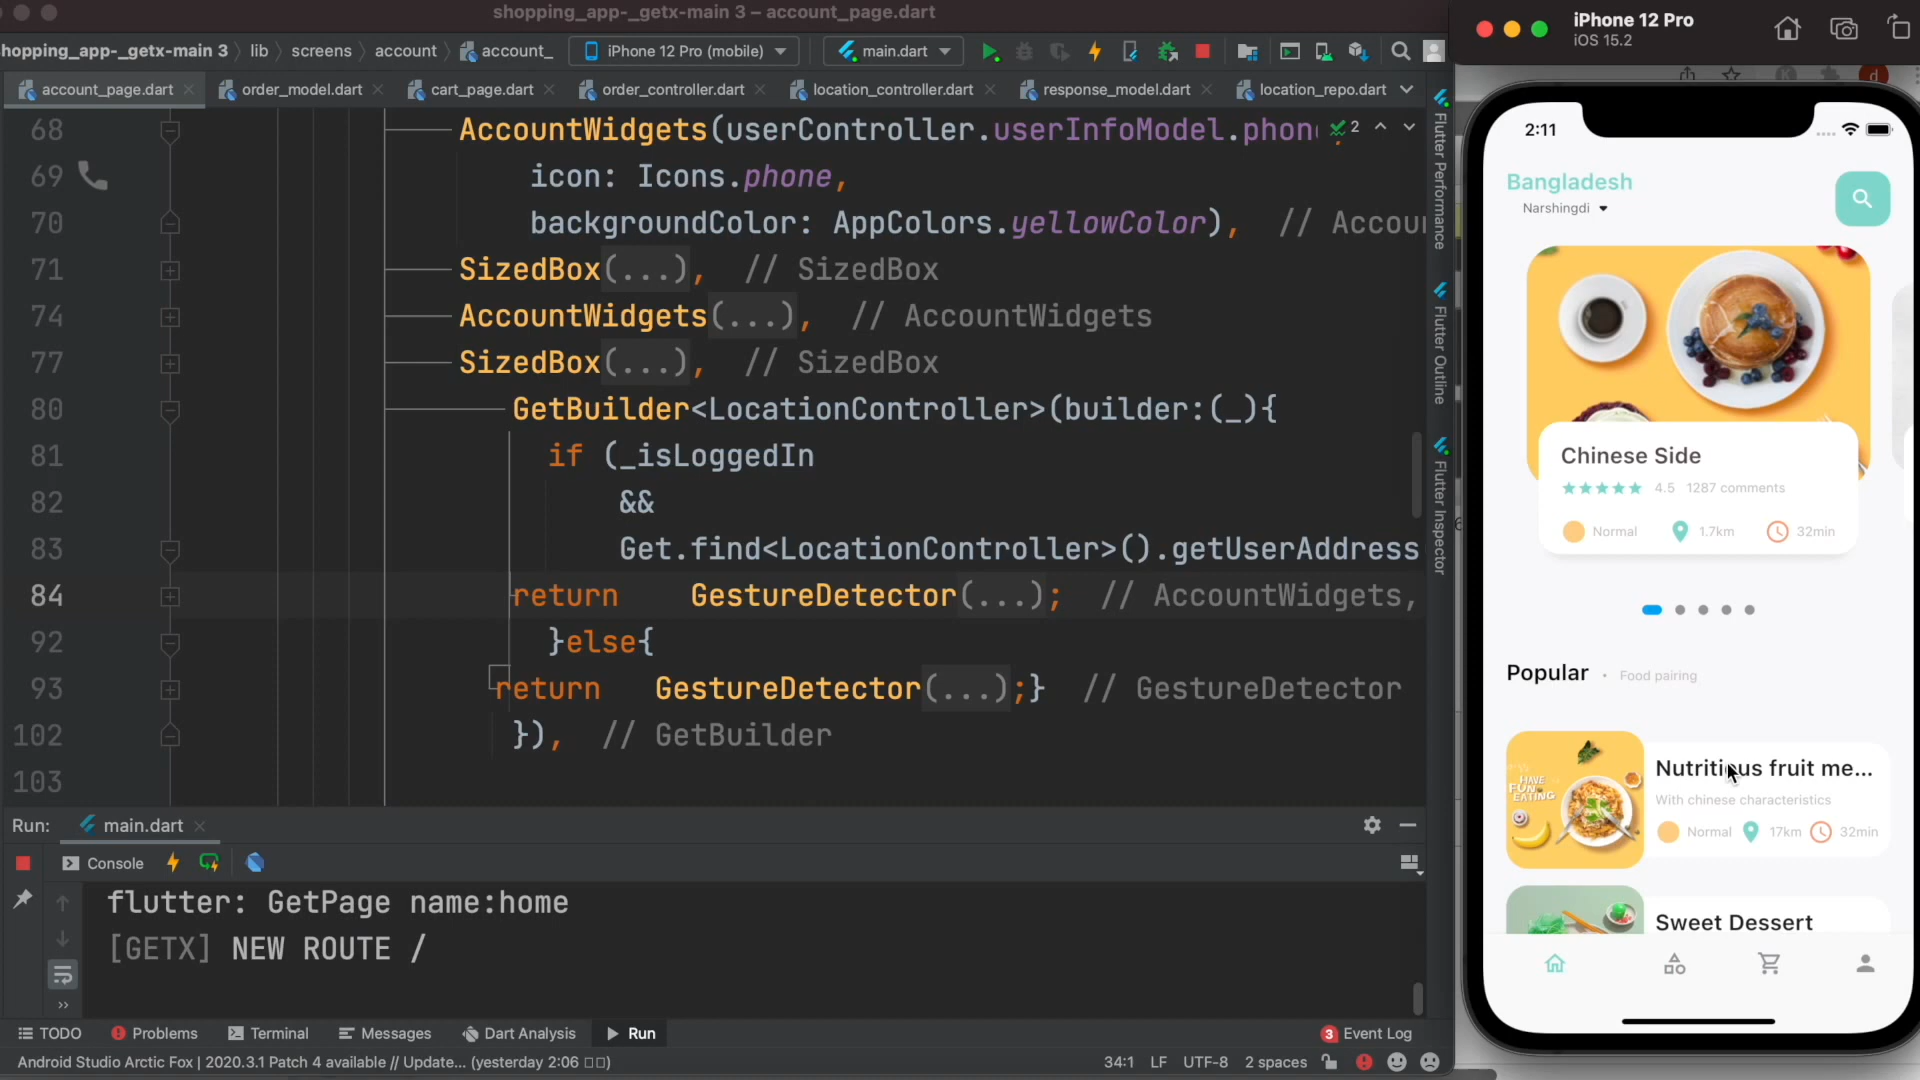 shopping_app-_getx-main 3 – account_page.dart
hopping_app-_getx-main 3 lib screens account account_ iPhone 12 Pro (mobile) main.dart
account_page.dart order_model.dart cart_page.dart order_controller.dart location_controller.dart response_model.dart location_repo.dart
68 AccountWidgets(userController.userInfoModel.phon 2
69 icon: Icons.phone,
70 backgroundColor: AppColors.yellowColor), // Accou
71 SizedBox(...), // SizedBox
74 AccountWidgets(...), // AccountWidgets
77 SizedBox(...), // SizedBox
80 GetBuilder<LocationController>(builder:(_){
81 if (_isLoggedIn
82 &&
83 Get.find<LocationController>().getUserAddress
84 return GestureDetector(...); // AccountWidgets,
92 }else{
93 return GestureDetector(...);} // GestureDetector
102 }), // GetBuilder
103
Flutter Performance
Flutter Outline
Flutter Inspector
Run: main.dart
Console
flutter: GetPage name:home
[GETX] NEW ROUTE /
TODO Problems Terminal Messages Dart Analysis Run 3 Event Log
Android Studio Arctic Fox | 2020.3.1 Patch 4 available // Update... (yesterday 2:06 34:1 LF UTF-8 2 spaces
iPhone 12 Pro
iOS 15.2
2:11
Bangladesh
Narshingdi
Chinese Side
4.5 1287 comments
Normal 1.7km 32min
Popular Food pairing
HAVE
FUN
EATING
Nutritious fruit me...
With chinese characteristics
Normal 17km 32min
Sweet Dessert